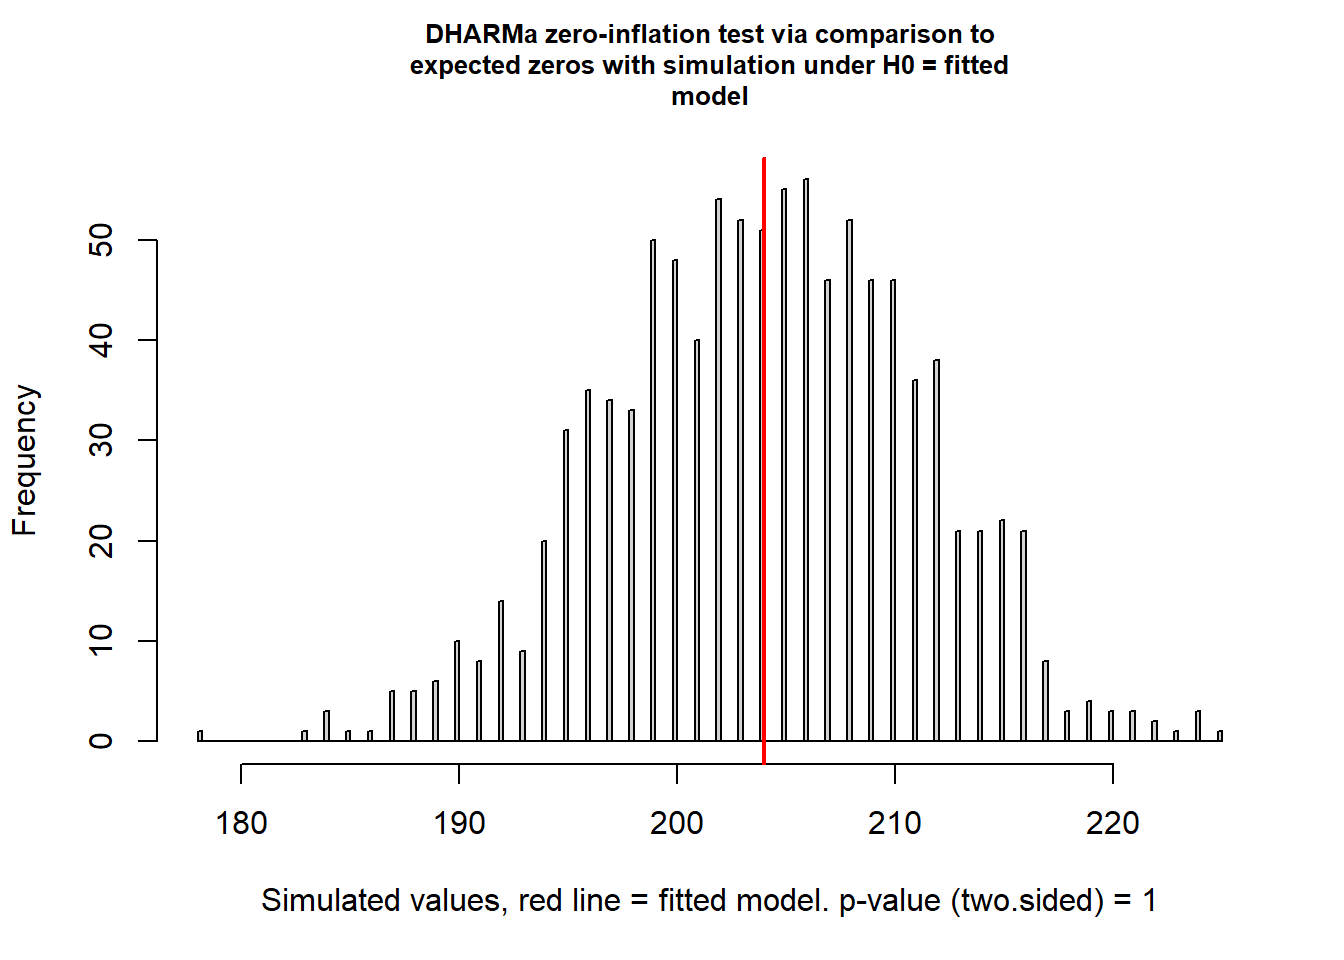 DHARMa zero-inflation test via comparison to
expected zeros with simulation under H0 = fitted
model
Frequency
50
40
30
20
10
0
180 190 200 210 220
Simulated values, red line = fitted model. p-value (two.sided) = 1